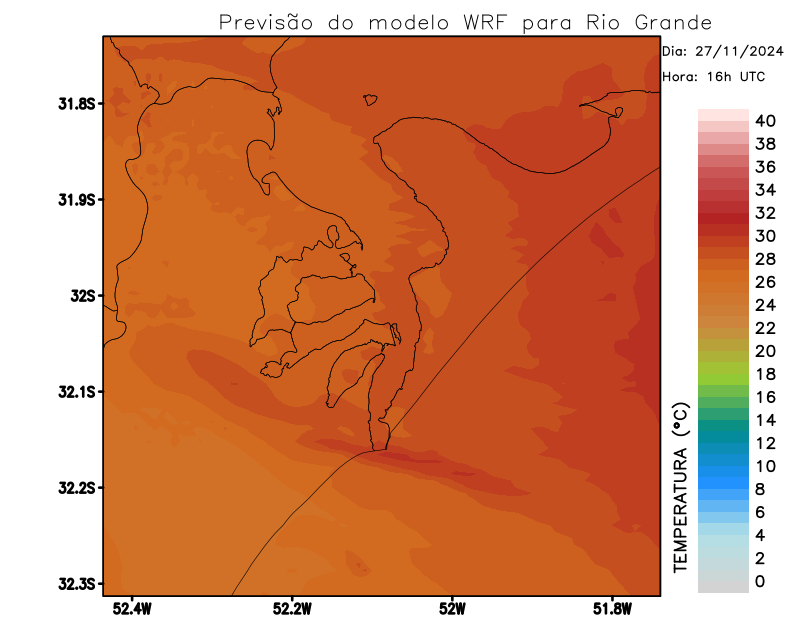 Previsão do modelo WRF para Rio Grande
Dia: 27/11/2024
Hora: 16h UTC
31.8S
31.9S
32S
32.1S
32.2S
32.3S
52.4W
52.2W
52W
51.8W
TEMPERATURA (°C)
40
38
36
34
32
30
28
26
24
22
20
18
16
14
12
10
8
6
4
2
0